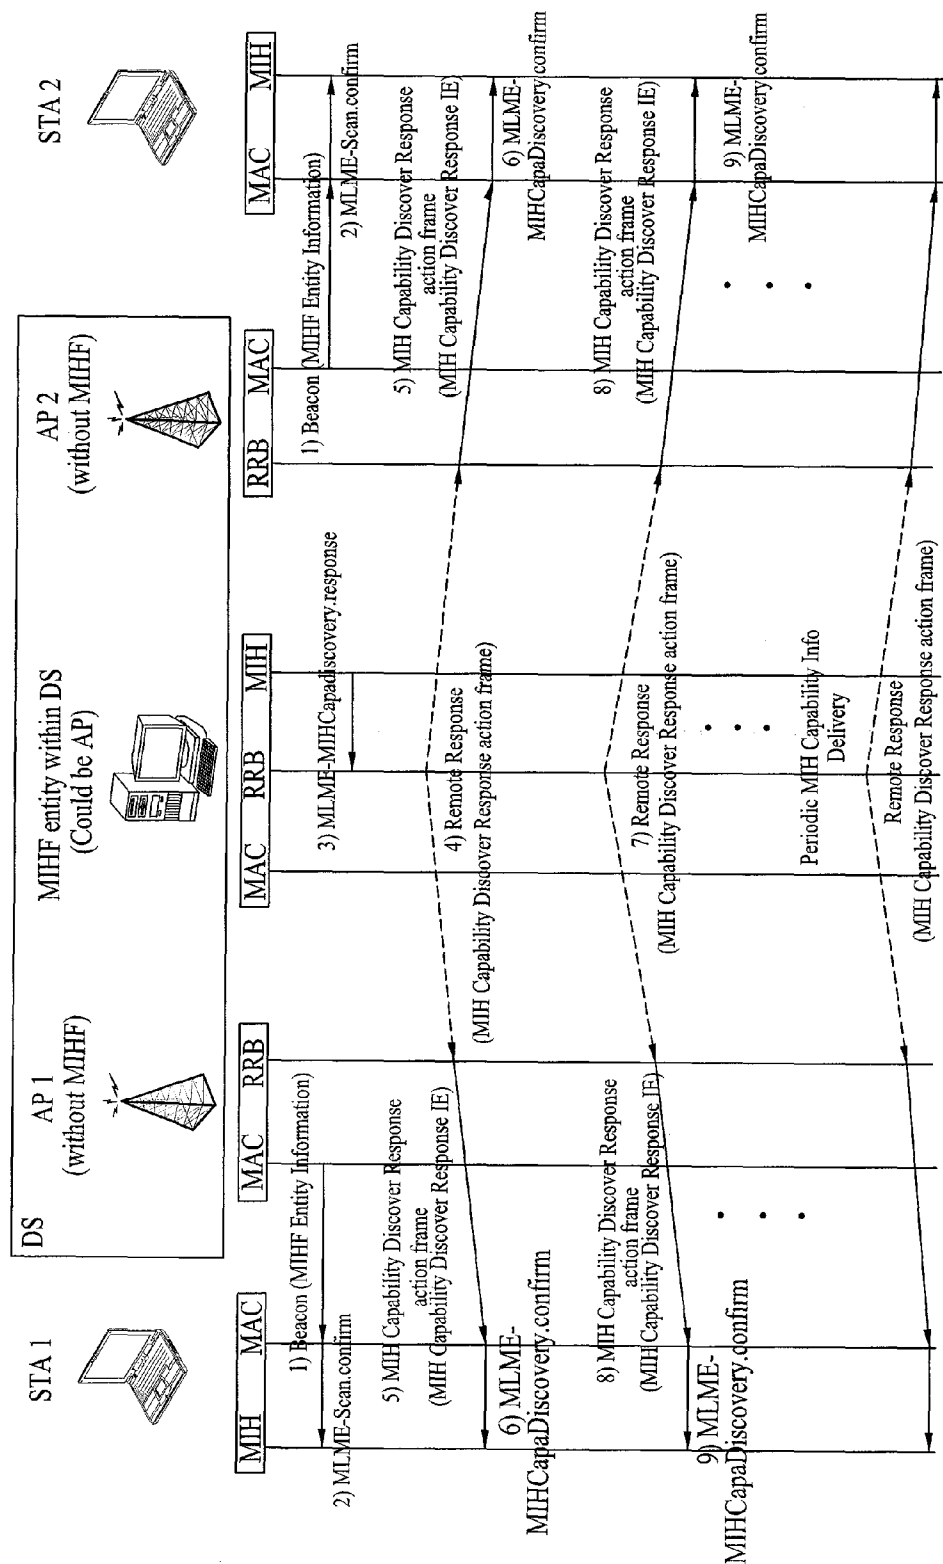 STA 1
DS
AP 1
(without MIHF)
MIHF entity within DS
(Could be AP)
AP 2
(without MIHF)
STA 2
MIH
MAC
MAC
RRB
MAC
RRB
MIH
RRB
MAC
MAC
MIH
1) Beacon (MIHF Entity Information)
2) MLME-Scan.confirm
1) Beacon (MIHF Entity Information)
2) MLME-Scan.confirm
3) MLME-MIHCapadiscovery.response
4) Remote Response
(MIH Capability Discover Response action frame)
5) MIH Capability Discover Response
action frame
(MIH Capability Discover Response IE)
5) MIH Capability Discover Response
action frame
(MIH Capability Discover Response IE)
6) MLME-
MIHCapaDiscovery.confirm
6) MLME-
MIHCapaDiscovery.confirm
7) Remote Response
(MIH Capability Discover Response action frame)
8) MIH Capability Discover Response
action frame
(MIH Capability Discover Response IE)
8) MIH Capability Discover Response
action frame
(MIH Capability Discover Response IE)
9) MLME-
MIHCapaDiscovery.confirm
9) MLME-
MIHCapaDiscovery.confirm
Periodic MIH Capability Info
Delivery
Remote Response
(MIH Capability Discover Response action frame)